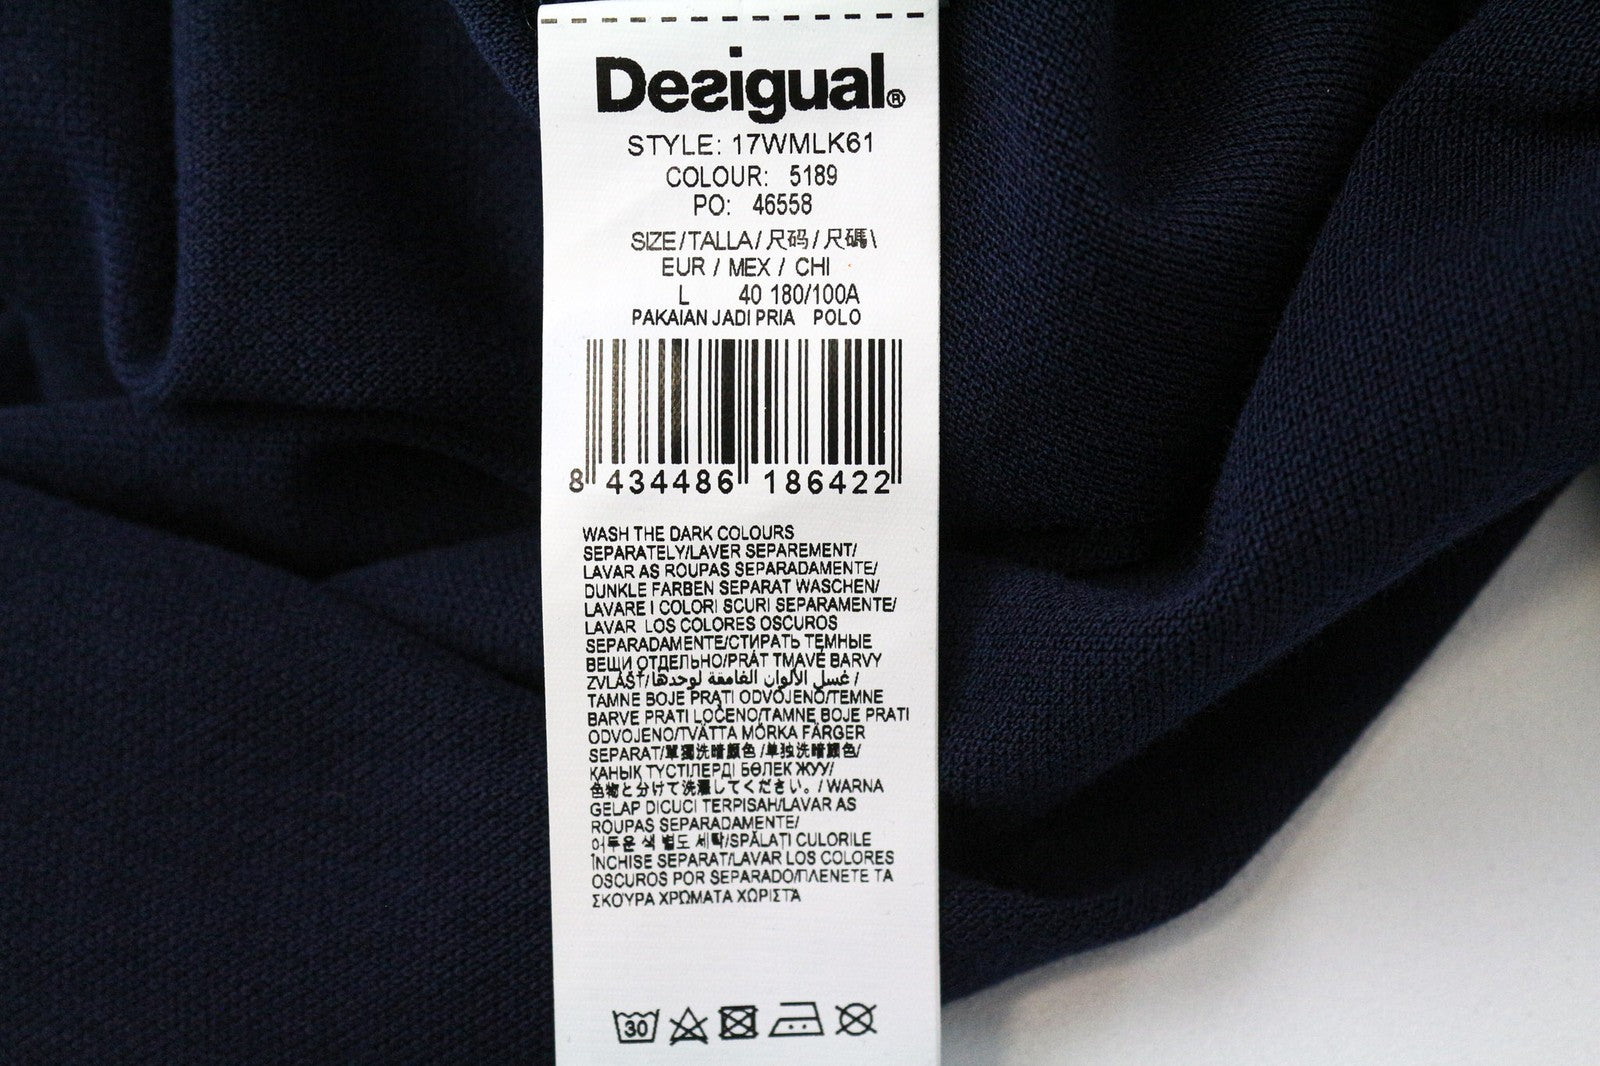 Desigual®
STYLE: 17WMLK61
COLOUR: 5189
PO: 46558
SIZE/TALLA/尺码/尺碼\
EUR / MEX / CHI
L 40 180/100A
PAKAIAN JADI PRIA POLO
8 434486 186422
WASH THE DARK COLOURS
SEPARATELY/LAVER SEPAREMENT/
LAVAR AS ROUPAS SEPARADAMENTE/
DUNKLE FARBEN SEPARAT WASCHEN/
LAVARE I COLORI SCURI SEPARAMENTE/
LAVAR LOS COLORES OSCUROS
SEPARADAMENTE/СТИРАТЬ ТЕМНЫЕ
ВЕЩИ ОТДЕЛЬНО/PRÁT TMAVÉ BARVY
ZVLÁŠT/غسل الألوان الغامقة لوحدها/
TAMNE BOJE PRATI ODVOJENO/TEMNE
BARVE PRATI LOČENO/TAMNE BOJE PRATI
ODVOJENO/TVÄTTA MÖRKA FÄRGER
SEPARAT/單獨洗暗顏色/单独洗暗颜色/
ҚАНЫҚ ТҮСТІЛЕРДІ БӨЛЕК ЖУУ/
色物と分けて洗濯してください。/WARNA
GELAP DICUCI TERPISAH/LAVAR AS
ROUPAS SEPARADAMENTE/
어두운 색 별도 세탁/SPĂLAȚI CULORILE
ÎNCHISE SEPARAT/LAVAR LOS COLORES
OSCUROS POR SEPARADO/ΠΛΕΝΕΤΕ ΤΑ
ΣΚΟΥΡΑ ΧΡΩΜΑΤΑ ΧΩΡΙΣΤΑ
30